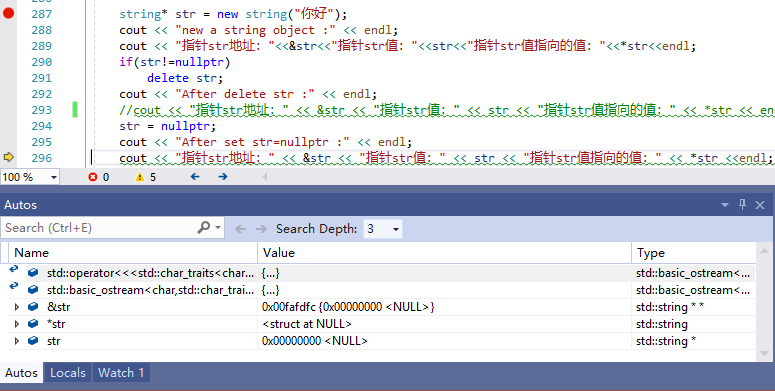 287 string* str = new string("你好");
288 cout << "new a string object :" << endl;
289 cout << "指针str地址："<<&str<<"指针str值："<<str<<"指针str值指向的值："<<*str<<endl;
290 if(str!=nullptr)
291 delete str;
292 cout << "After delete str :" << endl;
293 //cout << "指针str地址：" << &str << "指针str值：" << str << "指针str值指向的值：" << *str << en
294 str = nullptr;
295 cout << "After set str=nullptr :" << endl;
296 cout << "指针str地址：" << &str << "指针str值：" << str << "指针str值指向的值：" << *str <<endl;
100 % 0 5
Autos
Search (Ctrl+E) Search Depth: 3
Name Value Type
std::operator<<<std::char_traits<char... {...} std::basic_ostream<...
std::basic_ostream<char,std::char_trai... {...} std::basic_ostream<...
&str 0x00fafdfc {0x00000000 <NULL>} std::string * *
*str <struct at NULL> std::string
str 0x00000000 <NULL> std::string *
Autos Locals Watch 1